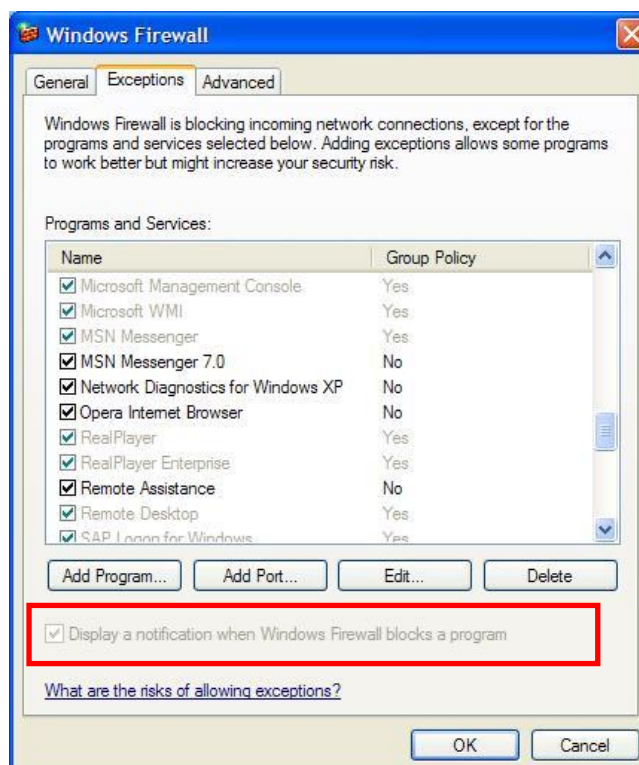 Windows Firewall
General Exceptions Advanced
Windows Firewall is blocking incoming network connections, except for the
programs and services selected below. Adding exceptions allows some programs
to work better but might increase your security risk.
Programs and Services:
Name Group Policy
Microsoft Management Console Yes
Microsoft WMI Yes
MSN Messenger Yes
MSN Messenger 7.0 No
Network Diagnostics for Windows XP No
Opera Internet Browser No
RealPlayer Yes
RealPlayer Enterprise Yes
Remote Assistance No
Remote Desktop Yes
SAP Logon for Windows Yes
Add Program... Add Port... Edit... Delete
Display a notification when Windows Firewall blocks a program
What are the risks of allowing exceptions?
OK Cancel